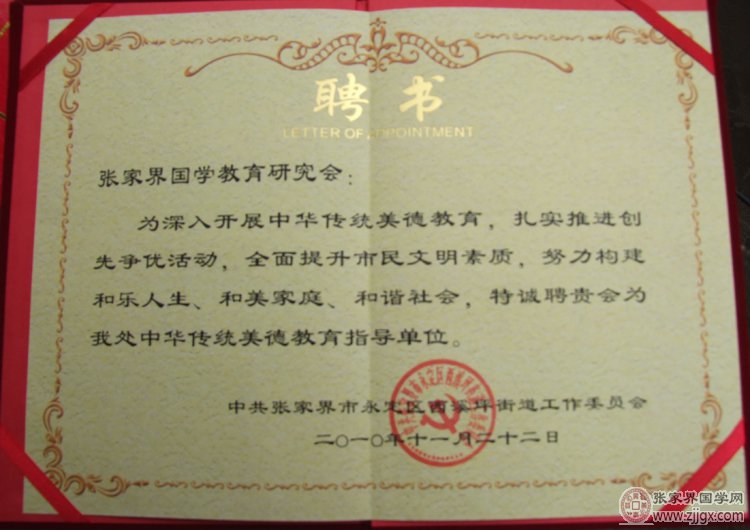 聘书
LETTER OF APPOINTMENT
张家界国学教育研究会：
为深入开展中华传统美德教育，扎实推进创
先争优活动，全面提升市民文明素质，努力构建
和乐人生、和美家庭、和谐社会，特诚聘贵会为
我处中华传统美德教育指导单位。
中共张家界市永定区西溪坪街道工作委员会
二〇一〇年十一月二十二日
张家界国学网
www.zjjgx.com